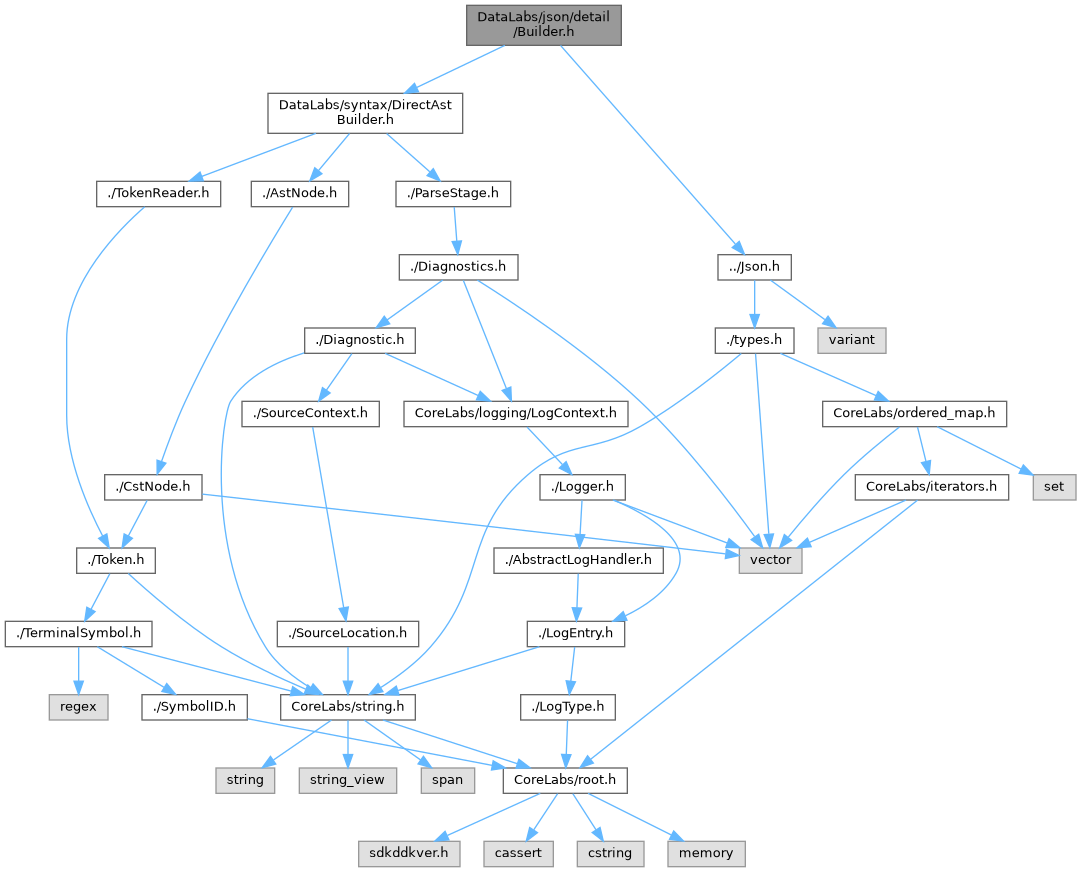 DataLabs/json/detail
/Builder.h
DataLabs/syntax/DirectAst
Builder.h
./TokenReader.h
./AstNode.h
./ParseStage.h
./Diagnostics.h
../Json.h
./Diagnostic.h
./types.h
variant
./SourceContext.h
CoreLabs/logging/LogContext.h
CoreLabs/ordered_map.h
./CstNode.h
./Logger.h
CoreLabs/iterators.h
set
./Token.h
./AbstractLogHandler.h
vector
./TerminalSymbol.h
./SourceLocation.h
./LogEntry.h
regex
./SymbolID.h
CoreLabs/string.h
./LogType.h
string
string_view
span
CoreLabs/root.h
sdkddkver.h
cassert
cstring
memory